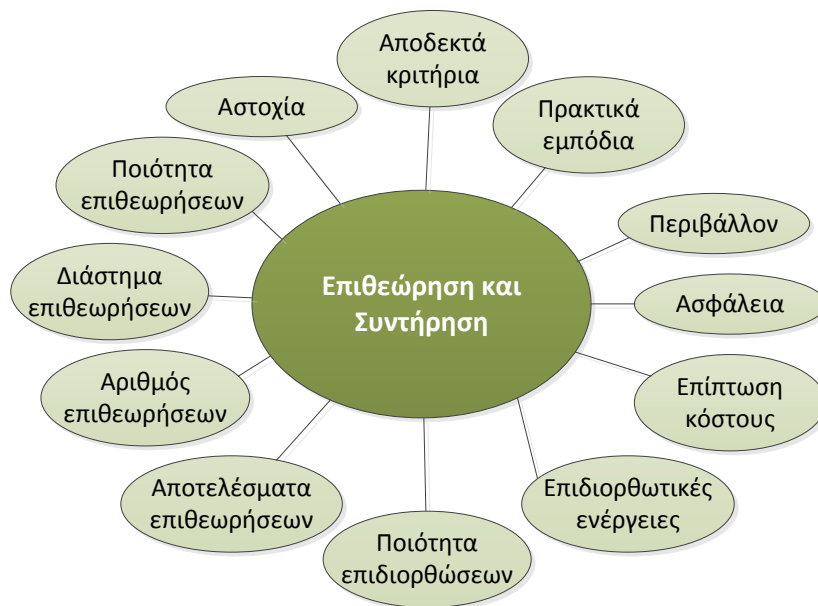 Αποδεκτά
κριτήρια
Πρακτικά
εμπόδια
Περιβάλλον
Ασφάλεια
Επίπτωση
κόστους
Επιδιορθωτικές
ενέργειες
Ποιότητα
επιδιορθώσεων
Αποτελέσματα
επιθεωρήσεων
Αριθμός
επιθεωρήσεων
Διάστημα
επιθεωρήσεων
Ποιότητα
επιθεωρήσεων
Αστοχία
Επιθεώρηση και
Συντήρηση